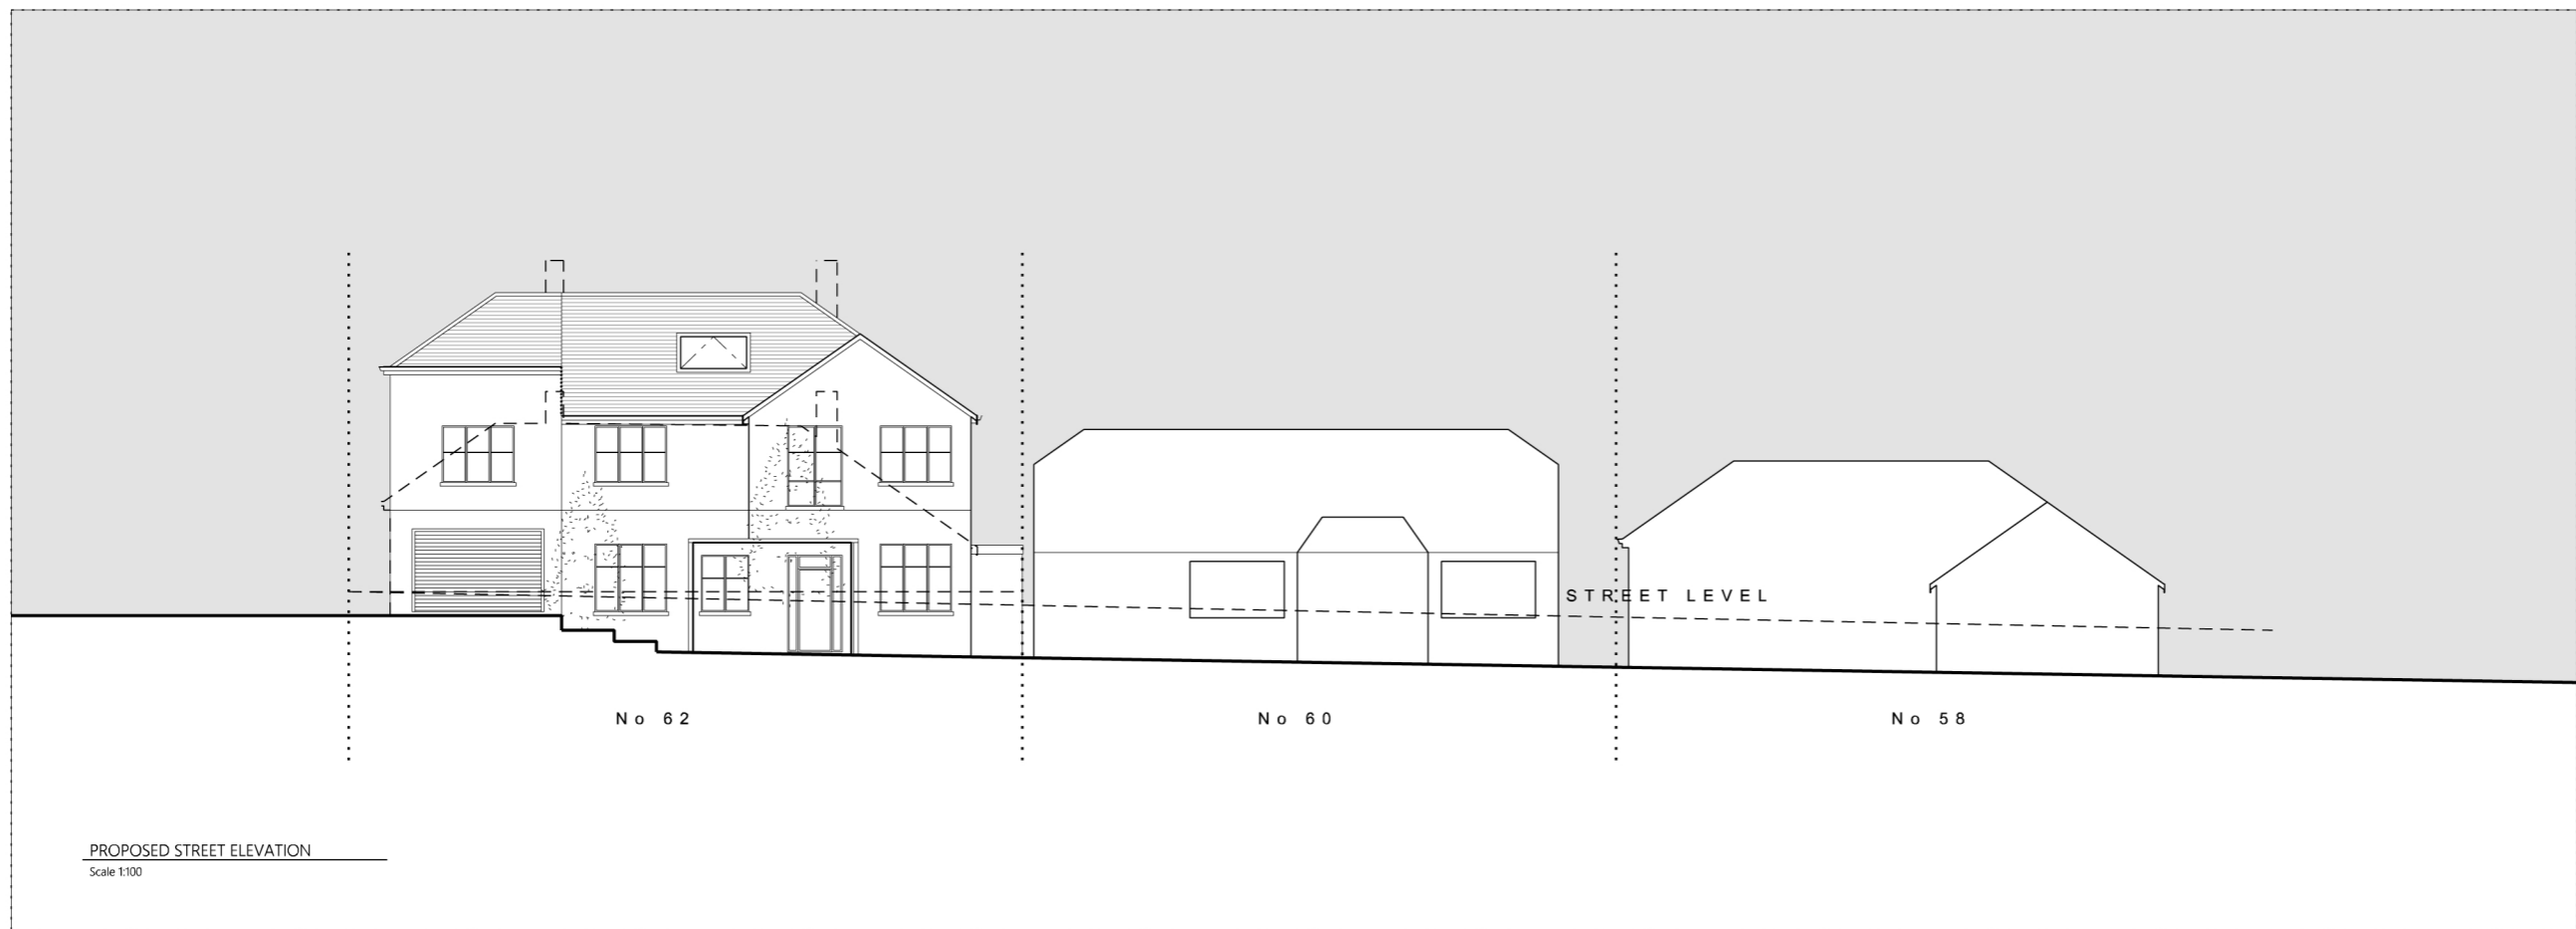 STREET LEVEL
No 62
No 60
No 58
PROPOSED STREET ELEVATION
Scale 1:100